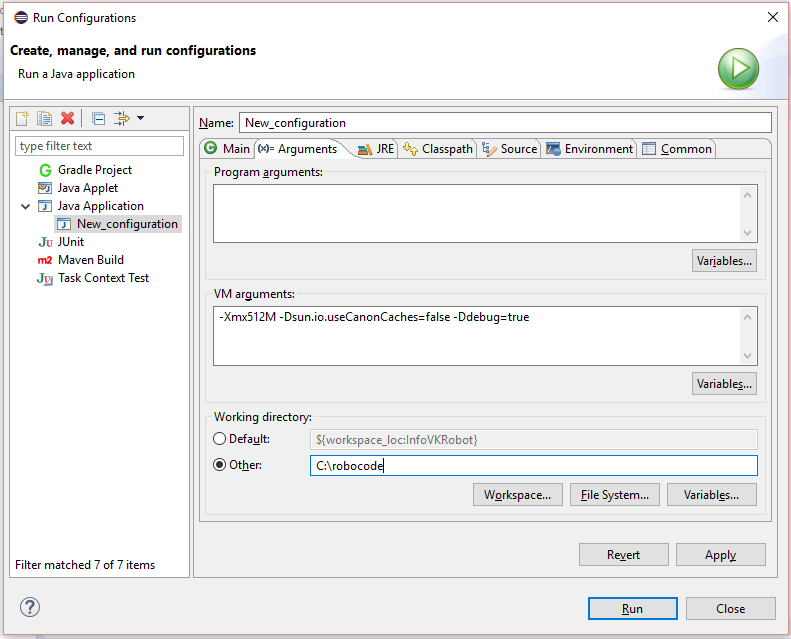 Run Configurations
Create, manage, and run configurations
Run a Java application
type filter text
Gradle Project
Java Applet
Java Application
New_configuration
JUnit
Maven Build
Task Context Test
Filter matched 7 of 7 items
Name: New_configuration
Main (x)= Arguments JRE Classpath Source Environment Common
Program arguments:
Variables...
VM arguments:
-Xmx512M -Dsun.io.useCanonCaches=false -Ddebug=true
Variables...
Working directory:
Default: ${workspace_loc:InfoVKRobot}
Other: C:\robocode
Workspace... File System... Variables...
Revert Apply
Run Close